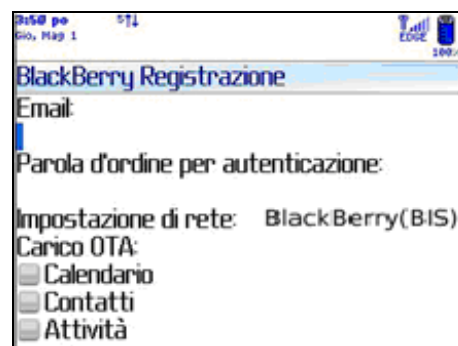 3:50 po
Gio, Mag 1
EDGE
BlackBerry Registrazione
Email:
Parola d'ordine per autenticazione:
Impostazione di rete: BlackBerry(BIS)
Carico OTA:
Calendario
Contatti
Attività